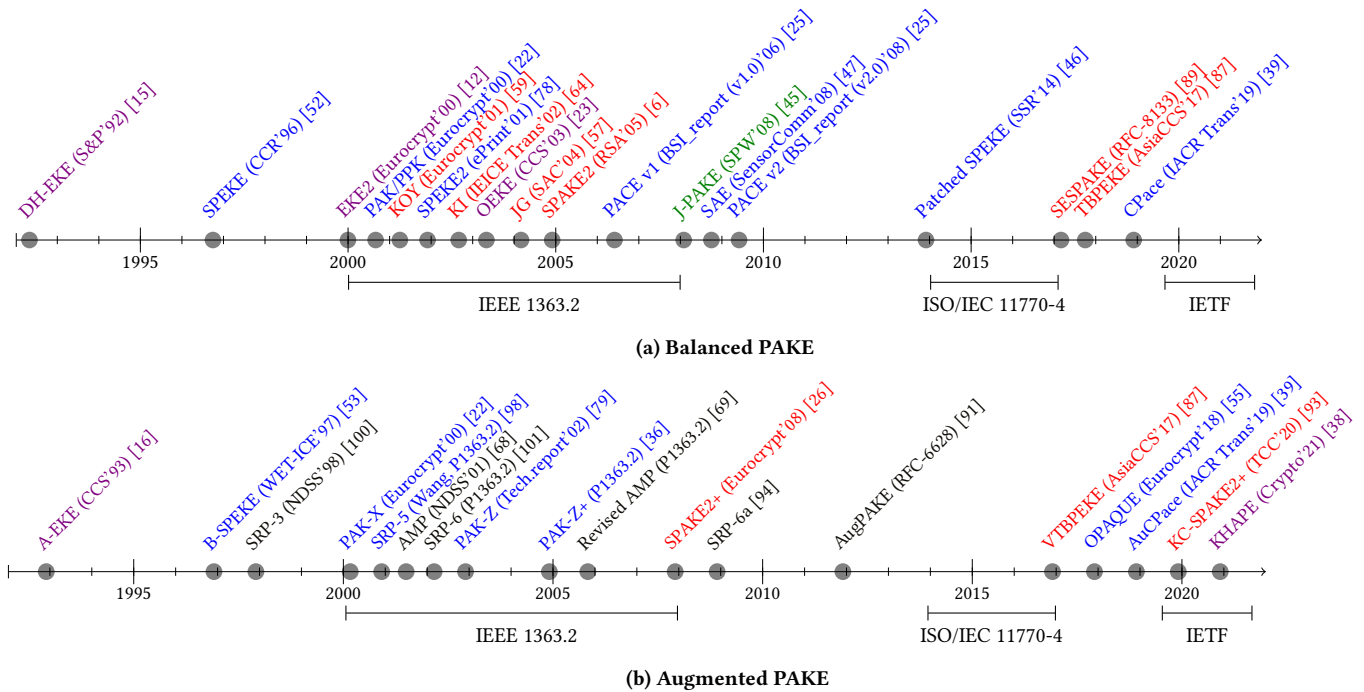 DH-EKE (S&P'92) [15]
SPEKE (CCR'96) [52]
EKE2 (Eurocrypt'00) [12]
PAK/PPK (Eurocrypt'00) [22]
KOY (Eurocrypt'01) [59]
SPEKE2 (ePrint'01) [78]
KI (IEICE Trans'02) [64]
OEKE (CCS'03) [23]
JG (SAC'04) [57]
SPAKE2 (RSA'05) [6]
PACE v1 (BSI_report (v1.0)'06) [25]
J-PAKE (SPW'08) [45]
SAE (SensorComm'08) [47]
PACE v2 (BSI_report (v2.0)'08) [25]
Patched SPEKE (SSR'14) [46]
SESPAKE (RFC-8133) [89]
TBPEKE (AsiaCCS'17) [87]
CPace (IACR Trans'19) [39]
1995
2000
2005
2010
2015
2020
IEEE 1363.2
ISO/IEC 11770-4
IETF
(a) Balanced PAKE
A-EKE (CCS'93) [16]
B-SPEKE (WET-ICE'97) [53]
SRP-3 (NDSS'98) [100]
PAK-X (Eurocrypt'00) [22]
SRP-5 (Wang, P1363.2) [98]
AMP (NDSS'01) [68]
SRP-6 (P1363.2) [101]
PAK-Z (Tech.report'02) [79]
PAK-Z+ (P1363.2) [36]
Revised AMP (P1363.2) [69]
SPAKE2+ (Eurocrypt'08) [26]
SRP-6a [94]
AugPAKE (RFC-6628) [91]
VTBPEKE (AsiaCCS'17) [87]
OPAQUE (Eurocrypt'18) [55]
AuCPace (IACR Trans'19) [39]
KC-SPAKE2+ (TCC'20) [93]
KHAPE (Crypto'21) [38]
1995
2000
2005
2010
2015
2020
IEEE 1363.2
ISO/IEC 11770-4
IETF
(b) Augmented PAKE